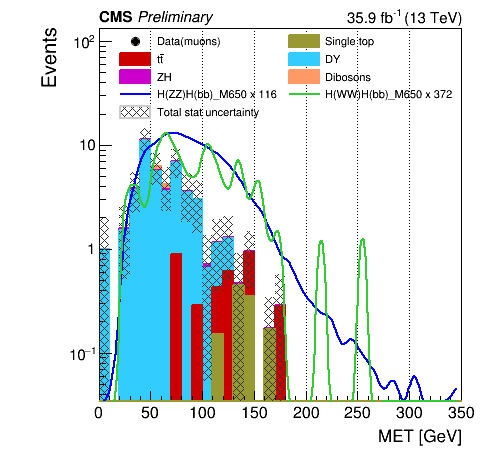 CMS Preliminary 35.9 fb⁻¹ (13 TeV)
Events
Data(muons) Single top
tt̄ DY
ZH Dibosons
H(ZZ)H(bb)_M650 x 116 H(WW)H(bb)_M650 x 372
Total stat uncertainty
10²
10
1
10⁻¹
0 50 100 150 200 250 300 350
MET [GeV]